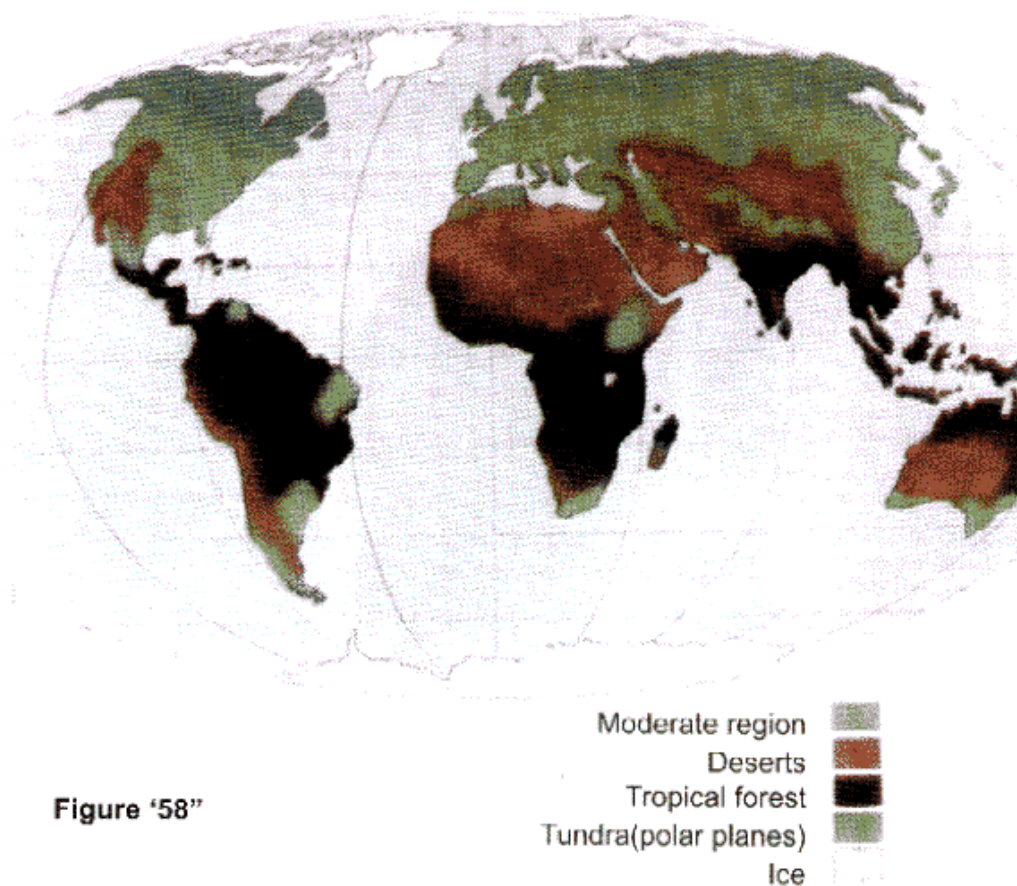 Moderate region
Deserts
Tropical forest
Tundra(polar planes)
Ice
Figure ‘58”